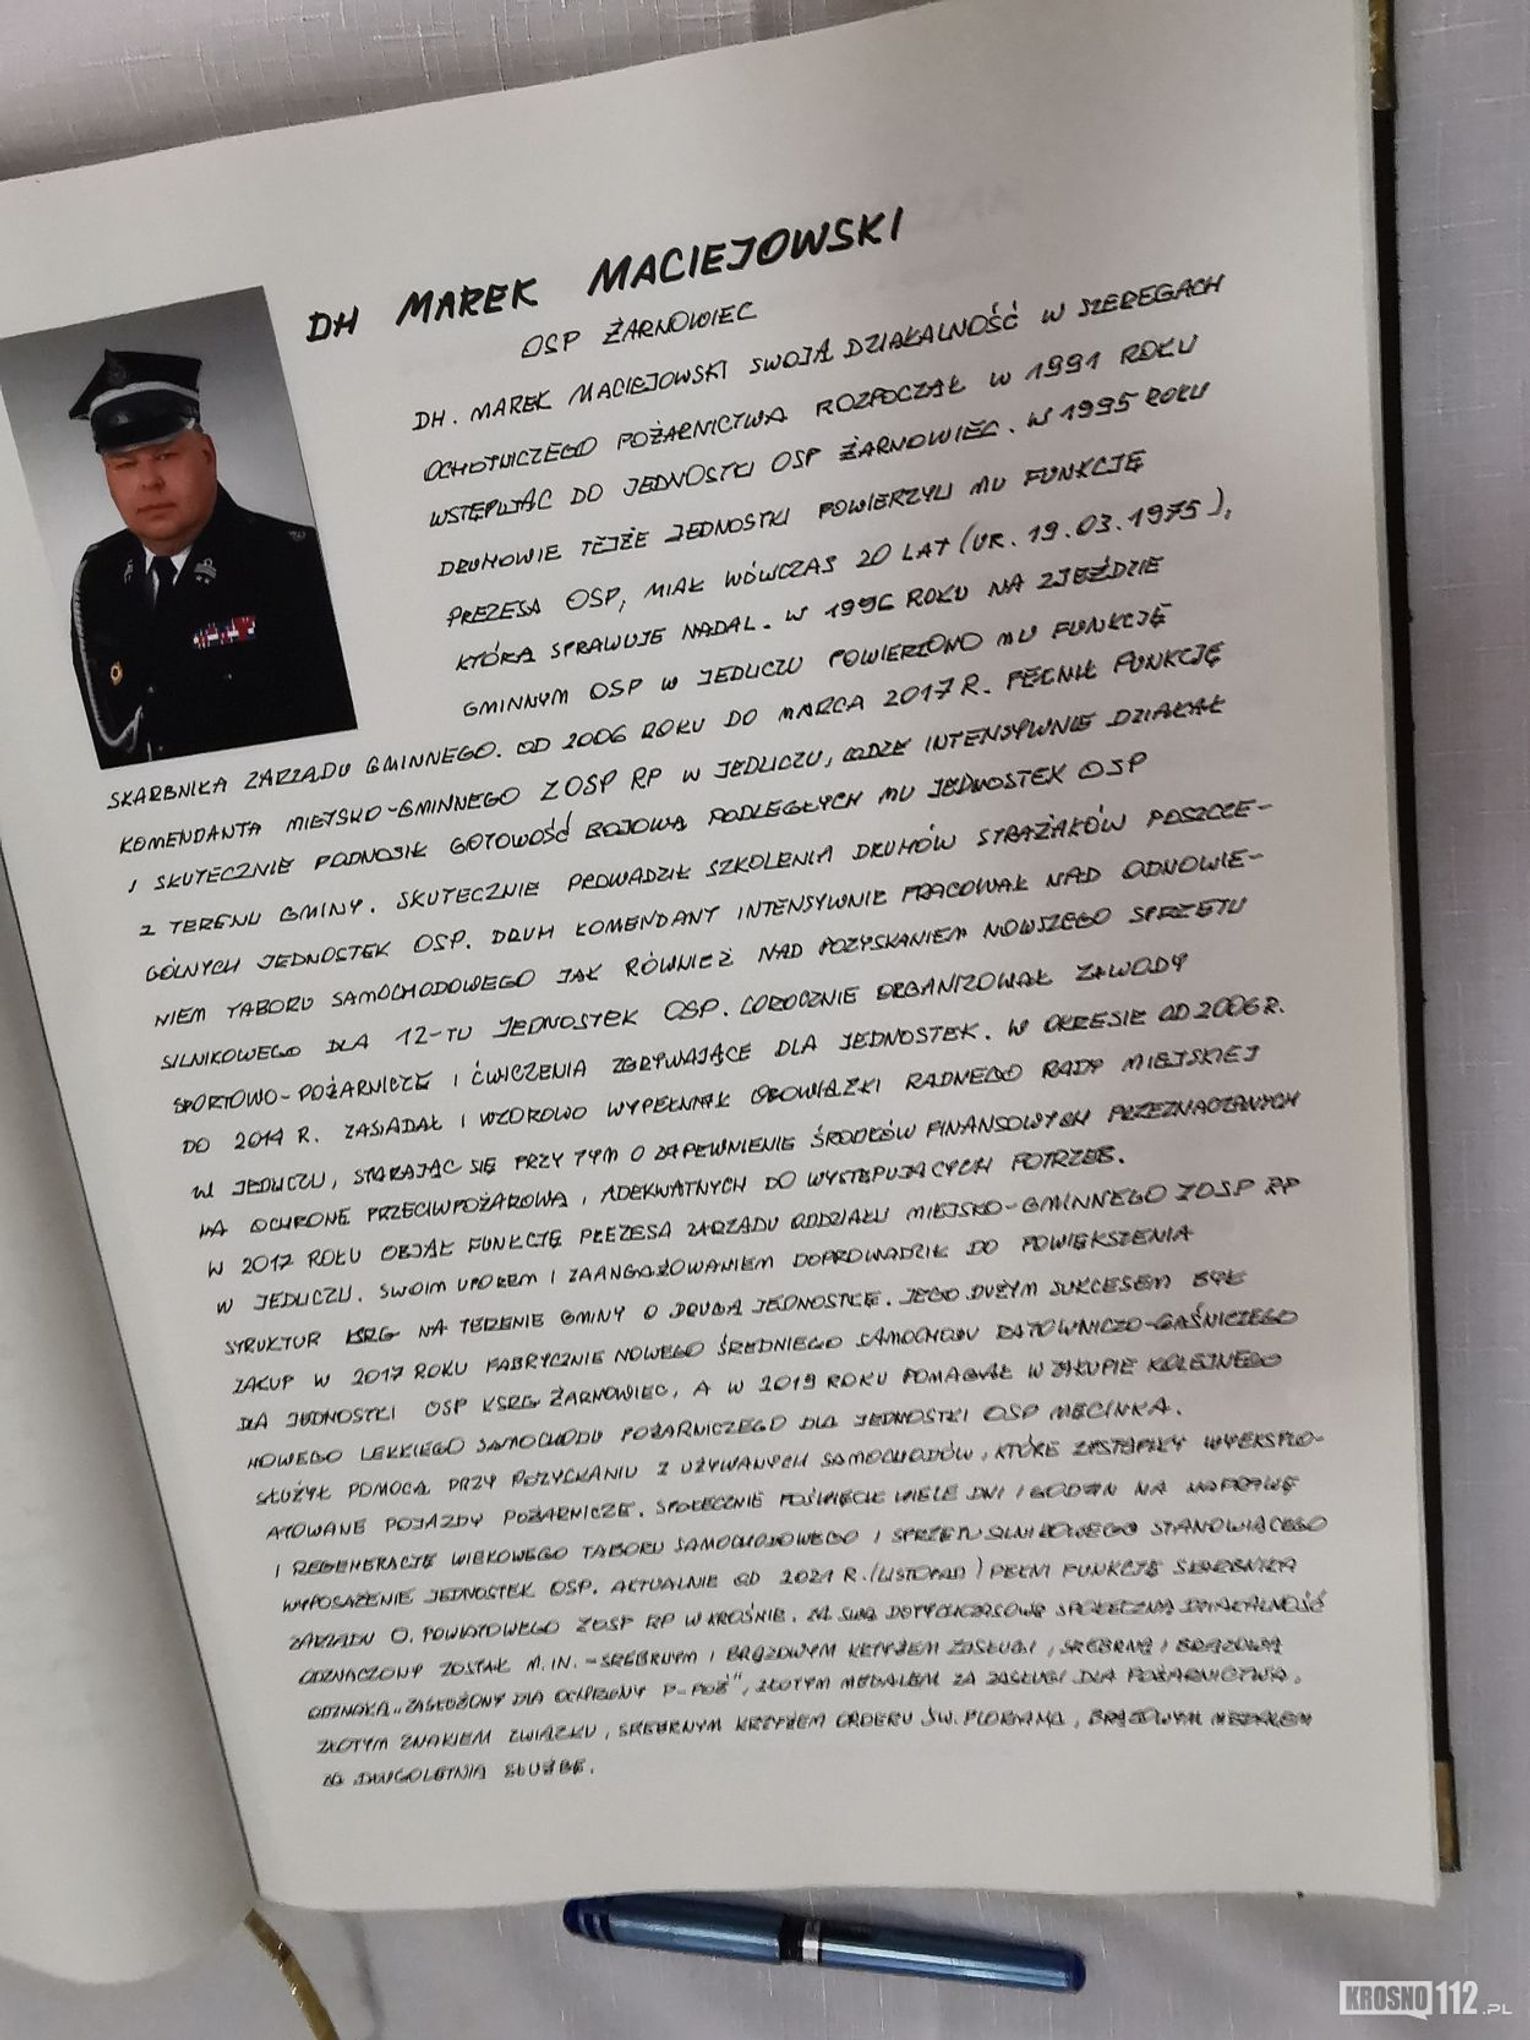 DH MAREK MACIEJOWSKI
OSP ŻARNOWIEC
DH. MAREK MACIEJOWSKI SWOJĄ DZIAŁALNOŚĆ W SZEREGACH
OCHOTNICZEGO POŻARNICTWA ROZPOCZĄŁ W 1991 ROKU
WSTĘPUJĄC DO JEDNOSTKI OSP ŻARNOWIEC. W 1995 ROKU
DRUHOWIE TEJŻE JEDNOSTKI POWIERZYLI MU FUNKCJĘ
PREZESA OSP, MIAŁ WÓWCZAS 20 LAT (UR. 19.03.1975),
KTÓRĄ SPRAWUJE NADAL. W 1996 ROKU NA ZJEŹDZIE
GMINNYM OSP W JEDLICZU POWIERZONO MU FUNKCJĘ
SKARBNIKA ZARZĄDU GMINNEGO. OD 2006 ROKU DO MARCA 2017 R. PEŁNIŁ FUNKCJĘ
KOMENDANTA MIEJSKO-GMINNEGO ZOSP RP W JEDLICZU, GDZIE INTENSYWNIE DZIAŁAŁ
I SKUTECZNIE PODNOSIŁ GOTOWOŚĆ BOJOWĄ PODLEGŁYCH MU JEDNOSTEK OSP
Z TERENU GMINY. SKUTECZNIE PROWADZIŁ SZKOLENIA DRUHÓW STRAŻAKÓW POSZCZE-
GÓLNYCH JEDNOSTEK OSP. DRUH KOMENDANT INTENSYWNIE PRACOWAŁ NAD ODNOWIE-
NIEM TABORU SAMOCHODOWEGO JAK RÓWNIEŻ NAD POZYSKANIEM NOWSZEGO SPRZĘTU
SILNIKOWEGO DLA 12-TU JEDNOSTEK OSP. COROCZNIE ORGANIZOWAŁ ZAWODY
SPORTOWO-POŻARNICZE I ĆWICZENIA ZGRYWAJĄCE DLA JEDNOSTEK. W OKRESIE OD 2006 R.
DO 2014 R. ZASIADAŁ I WZOROWO WYPEŁNIAŁ OBOWIĄZKI RADNEGO RADY MIEJSKIEJ
W JEDLICZU, STARAJĄC SIĘ PRZY TYM O ZAPEWNIENIE ŚRODKÓW FINANSOWYCH PRZEZNACZANYCH
NA OCHRONĘ PRZECIWPOŻAROWĄ, ADEKWATNYCH DO WYSTĘPUJĄCYCH POTRZEB.
W 2017 ROKU OBJĄŁ FUNKCJĘ PREZESA ZARZĄDU ODDZIAŁU MIEJSKO-GMINNEGO ZOSP RP
W JEDLICZU. SWOIM UPOREM I ZAANGAŻOWANIEM DOPROWADZIŁ DO POWIĘKSZENIA
STRUKTUR KSRG NA TERENIE GMINY O DRUGĄ JEDNOSTKĘ. JEGO DUŻYM SUKCESEM BYŁ
ZAKUP W 2017 ROKU FABRYCZNIE NOWEGO ŚREDNIEGO SAMOCHODU RATOWNICZO-GAŚNICZEGO
DLA JEDNOSTKI OSP KSRG ŻARNOWIEC, A W 2019 ROKU POMAGAŁ W ZAKUPIE KOLEJNEGO
NOWEGO LEKKIEGO SAMOCHODU POŻARNICZEGO DLA JEDNOSTKI OSP MĘCINKA.
SŁUŻYŁ POMOCĄ PRZY POZYSKANIU Z UŻYWANYCH SAMOCHODÓW, KTÓRE ZASTĄPIŁY WYEKSPLO-
ATOWANE POJAZDY POŻARNICZE. SPOŁECZNIE POŚWIĘCIŁ WIELE DNI I GODZIN NA NAPRAWĘ
I REGENERACJĘ WIEKOWEGO TABORU SAMOCHODOWEGO I SPRZĘTU SILNIKOWEGO STANOWIĄCEGO
WYPOSAŻENIE JEDNOSTEK OSP. AKTUALNIE OD 2021 R. (LISTOPAD) PEŁNI FUNKCJĘ SKARBNIKA
ZARZĄDU O. POWIATOWEGO ZOSP RP W KROŚNIE. ZA SWĄ DOTYCHCZASOWĄ SPOŁECZNĄ DZIAŁALNOŚĆ
ODZNACZONY ZOSTAŁ M.IN. - SREBRNYM I BRĄZOWYM KRZYŻEM ZASŁUGI, SREBRNĄ I BRĄZOWĄ
ODZNAKĄ „ZASŁUŻONY DLA OCHRONY P-POŻ", ZŁOTYM MEDALEM ZA ZASŁUGI DLA POŻARNICTWA,
ZŁOTYM ZNAKIEM ZWIĄZKU, SREBRNYM KRZYŻEM ORDERU ŚW. FLORIANA, BRĄZOWYM MEDALEM
ZA DŁUGOLETNIĄ SŁUŻBĘ.
KROSNO112.PL